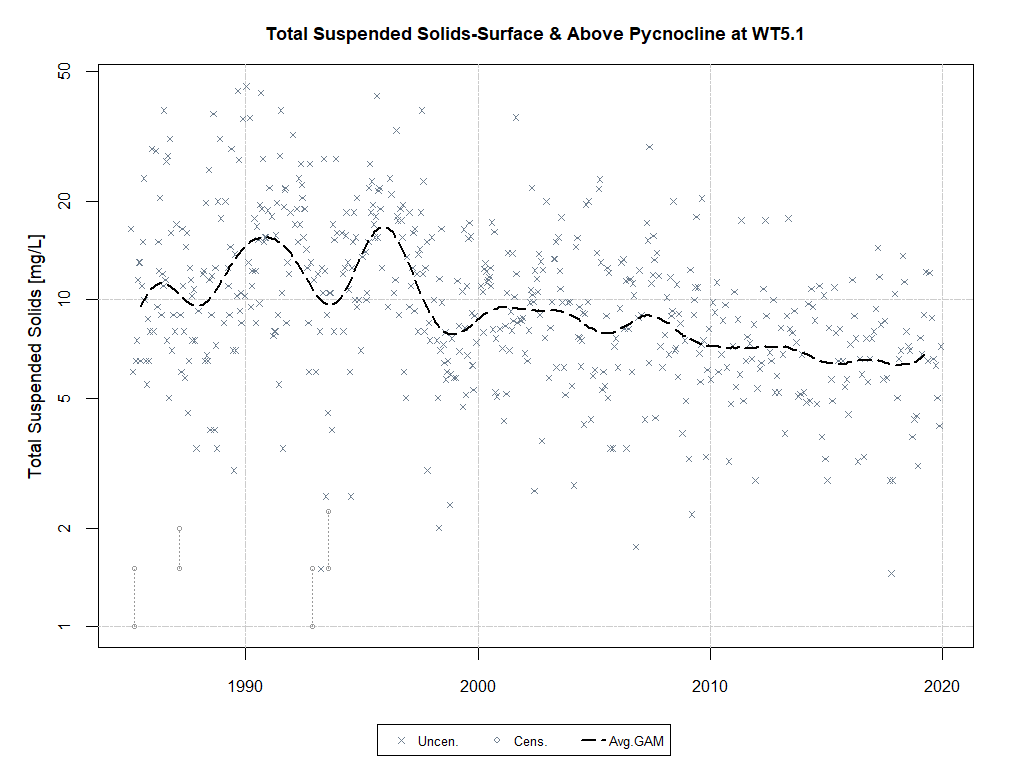 Total Suspended Solids-Surface & Above Pycnocline at WT5.1
Total Suspended Solids [mg/L]
50
20
10
5
2
1
1990 2000 2010 2020
Uncen. Cens. Avg.GAM